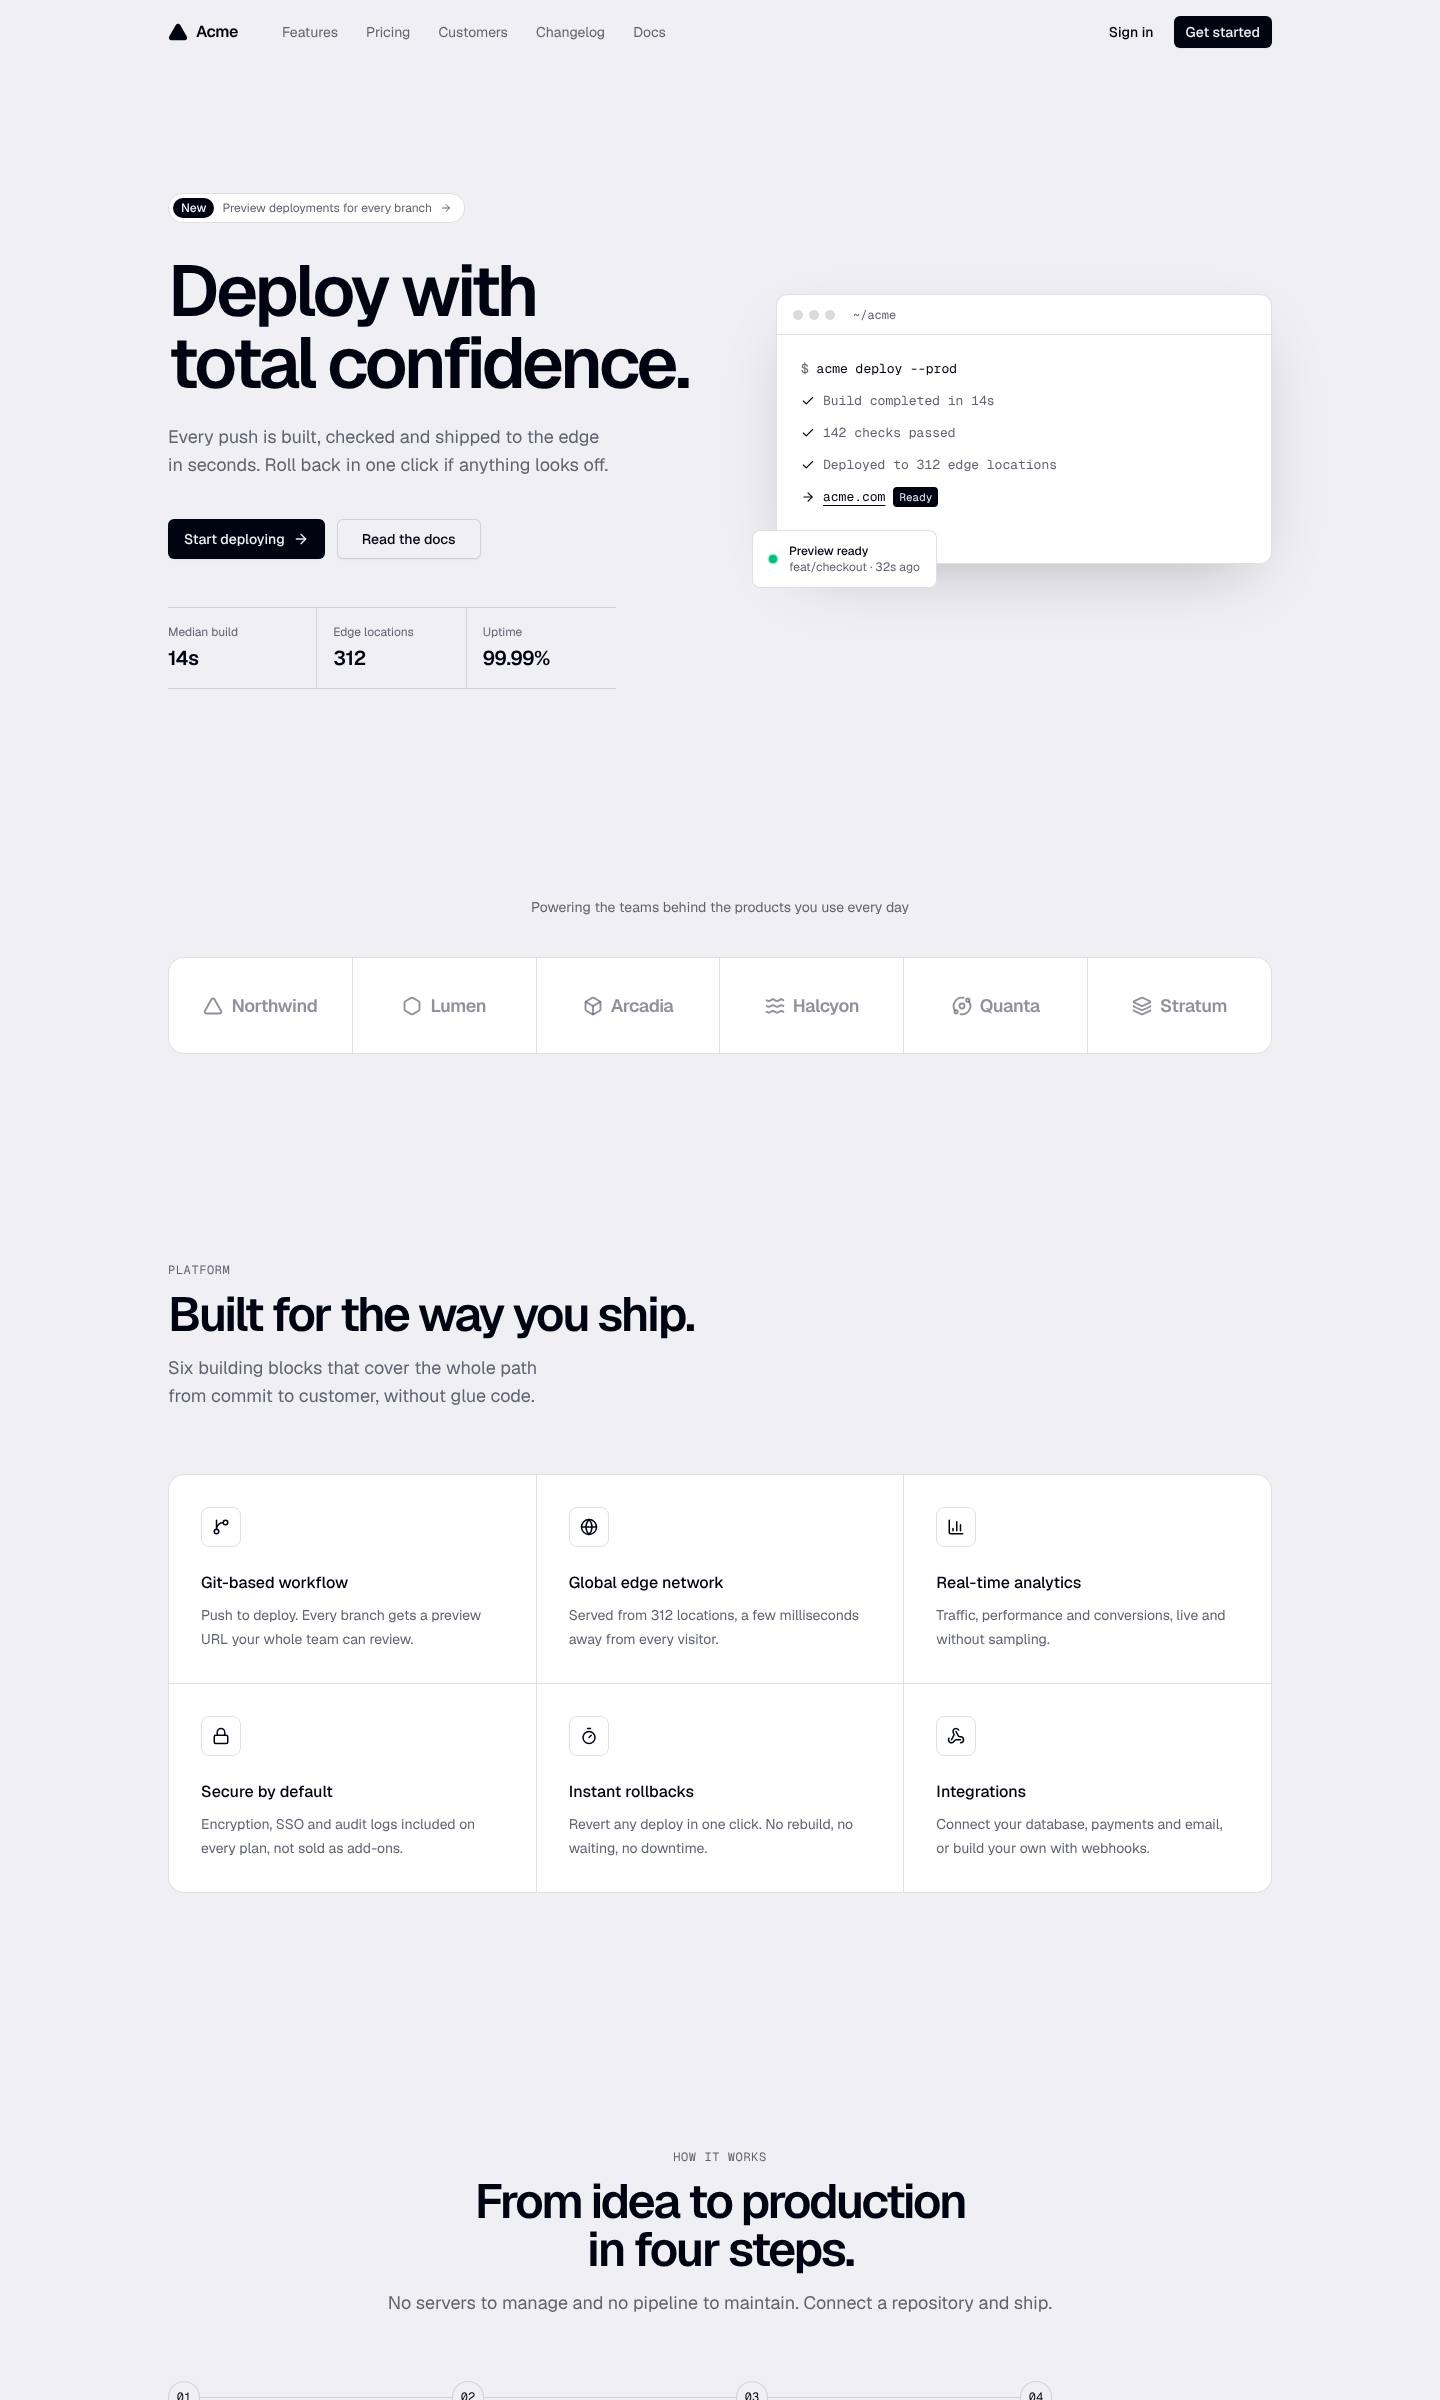 Acme
Features
Pricing
Customers
Changelog
Docs
Sign in
Get started
New
Preview deployments for every branch
Deploy with
total confidence.
Every push is built, checked and shipped to the edge
in seconds. Roll back in one click if anything looks off.
Start deploying
Read the docs
Median build
14s
Edge locations
312
Uptime
99.99%
~/acme
$ acme deploy --prod
Build completed in 14s
142 checks passed
Deployed to 312 edge locations
acme.com Ready
Preview ready
feat/checkout · 32s ago
Powering the teams behind the products you use every day
Northwind
Lumen
Arcadia
Halcyon
Quanta
Stratum
PLATFORM
Built for the way you ship.
Six building blocks that cover the whole path
from commit to customer, without glue code.
Git-based workflow
Push to deploy. Every branch gets a preview
URL your whole team can review.
Global edge network
Served from 312 locations, a few milliseconds
away from every visitor.
Real-time analytics
Traffic, performance and conversions, live and
without sampling.
Secure by default
Encryption, SSO and audit logs included on
every plan, not sold as add-ons.
Instant rollbacks
Revert any deploy in one click. No rebuild, no
waiting, no downtime.
Integrations
Connect your database, payments and email,
or build your own with webhooks.
HOW IT WORKS
From idea to production
in four steps.
No servers to manage and no pipeline to maintain. Connect a repository and ship.
01
02
03
04